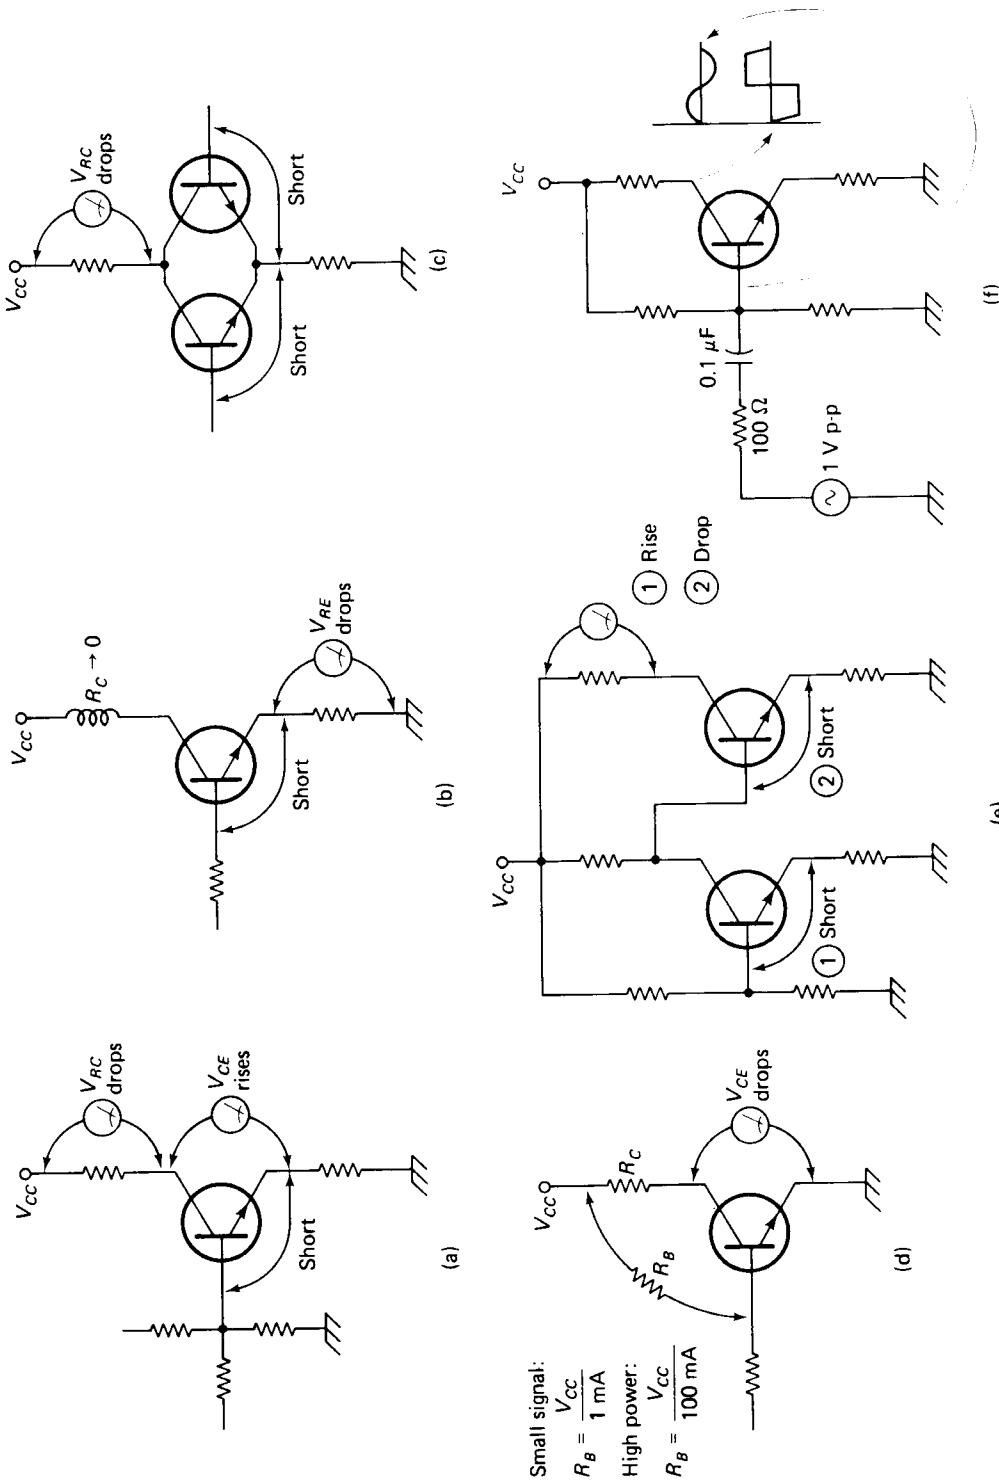 V_CC
V_RC
drops
V_CE
rises
Short
(a)
V_CC
R_C → 0
V_RE
drops
Short
(b)
V_CC
V_RC
drops
Short
Short
(c)
Small signal:
R_B = V_CC / 1 mA
High power:
R_B = V_CC / 100 mA
V_CC
R_B
R_C
V_CE
drops
(d)
V_CC
1 Short
2 Short
1 Rise
2 Drop
(e)
V_CC
0.1 μF
100 Ω
1 V p-p
(f)